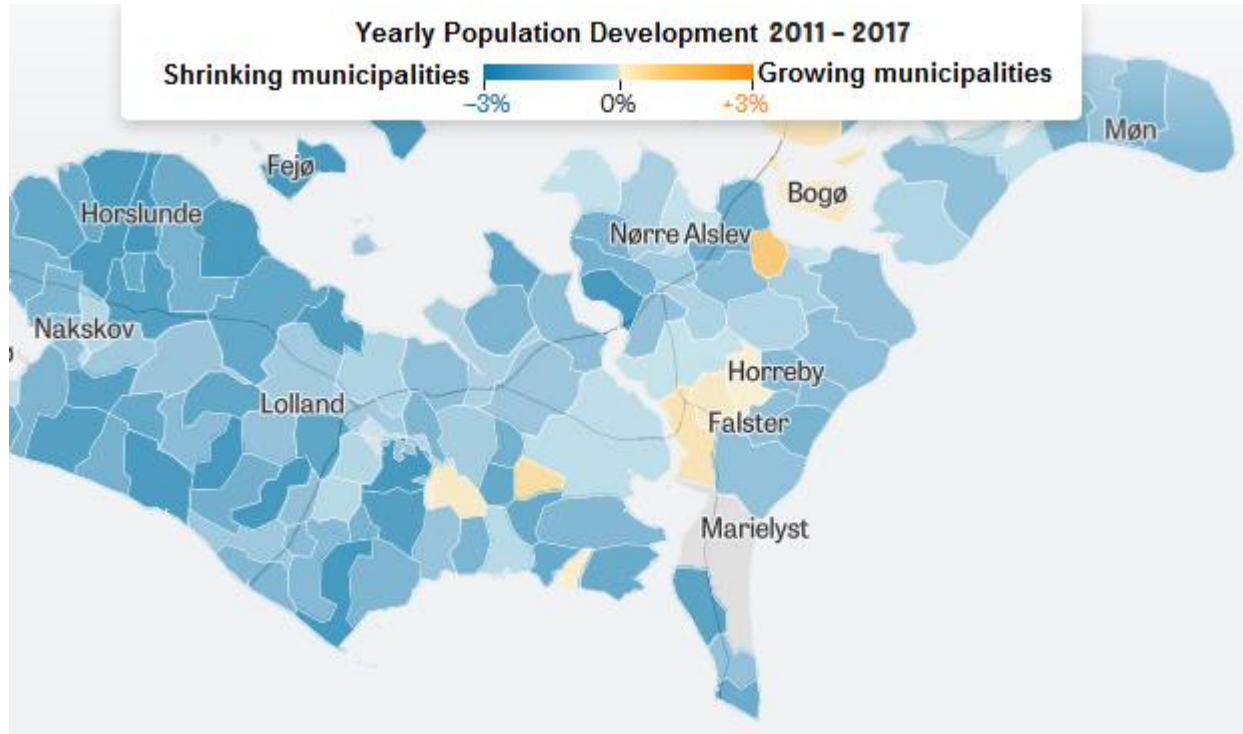 Yearly Population Development 2011 – 2017
Shrinking municipalities
Growing municipalities
–3%
0%
+3%
Møn
Fejø
Bogø
Horslunde
Nørre Alslev
Nakskov
ø
Horreby
Lolland
Falster
Marielyst